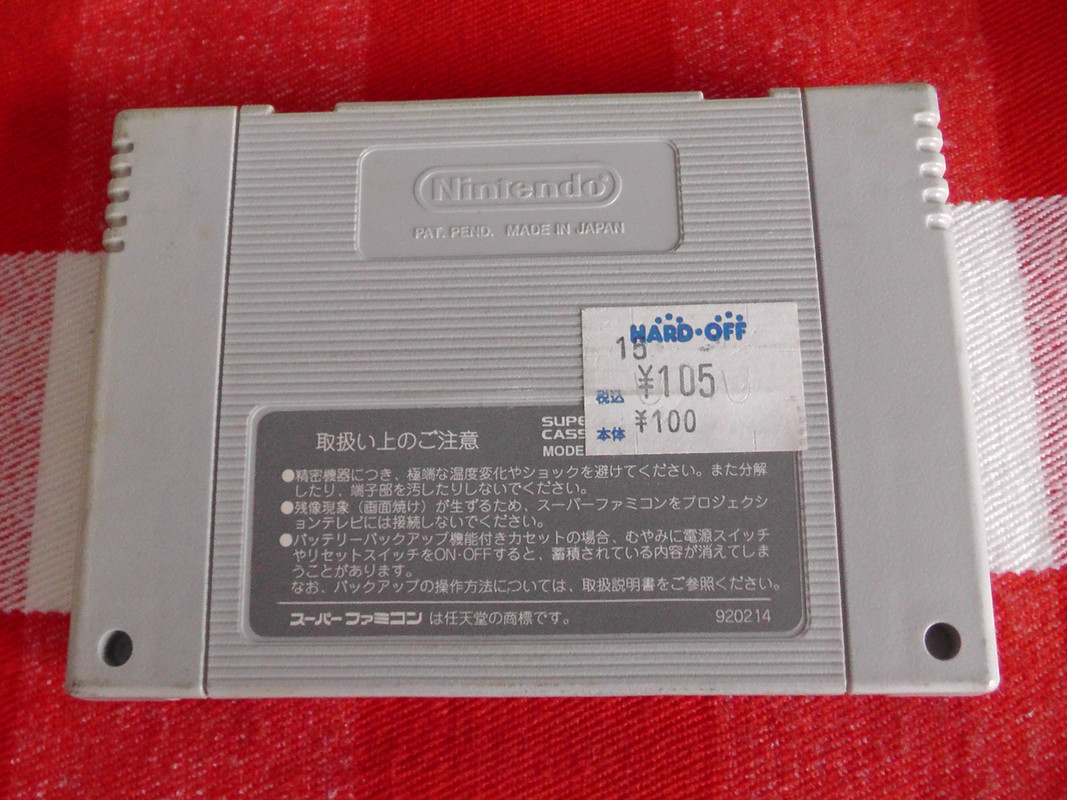 Nintendo
PAT. PEND. MADE IN JAPAN
HARD・OFF
15
¥105
税込
¥100
本体
取扱い上のご注意
SUPE
CASS
MODE
●精密機器につき、極端な温度変化やショックを避けてください。また分解
したり、端子部を汚したりしないでください。
●残像現象（画面焼け）が生ずるため、スーパーファミコンをプロジェクシ
ョンテレビには接続しないでください。
●バッテリーバックアップ機能付きカセットの場合、むやみに電源スイッチ
やリセットスイッチをON・OFFすると、蓄積されている内容が消えてしま
うことがあります。
なお、バックアップの操作方法については、取扱説明書をご参照ください。
スーパーファミコン は任天堂の商標です。
920214